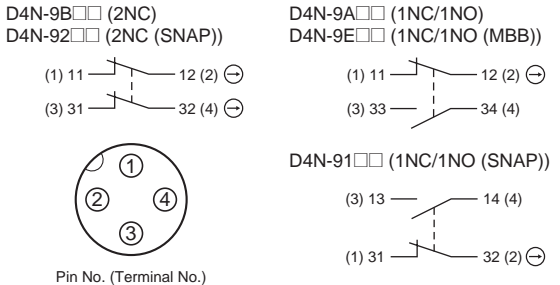 D4N-9B□□ (2NC)
D4N-92□□ (2NC (SNAP))
(1) 11 12 (2)
(3) 31 32 (4)
1
2 4
3
Pin No. (Terminal No.)
D4N-9A□□ (1NC/1NO)
D4N-9E□□ (1NC/1NO (MBB))
(1) 11 12 (2)
(3) 33 34 (4)
D4N-91□□ (1NC/1NO (SNAP))
(3) 13 14 (4)
(1) 31 32 (2)